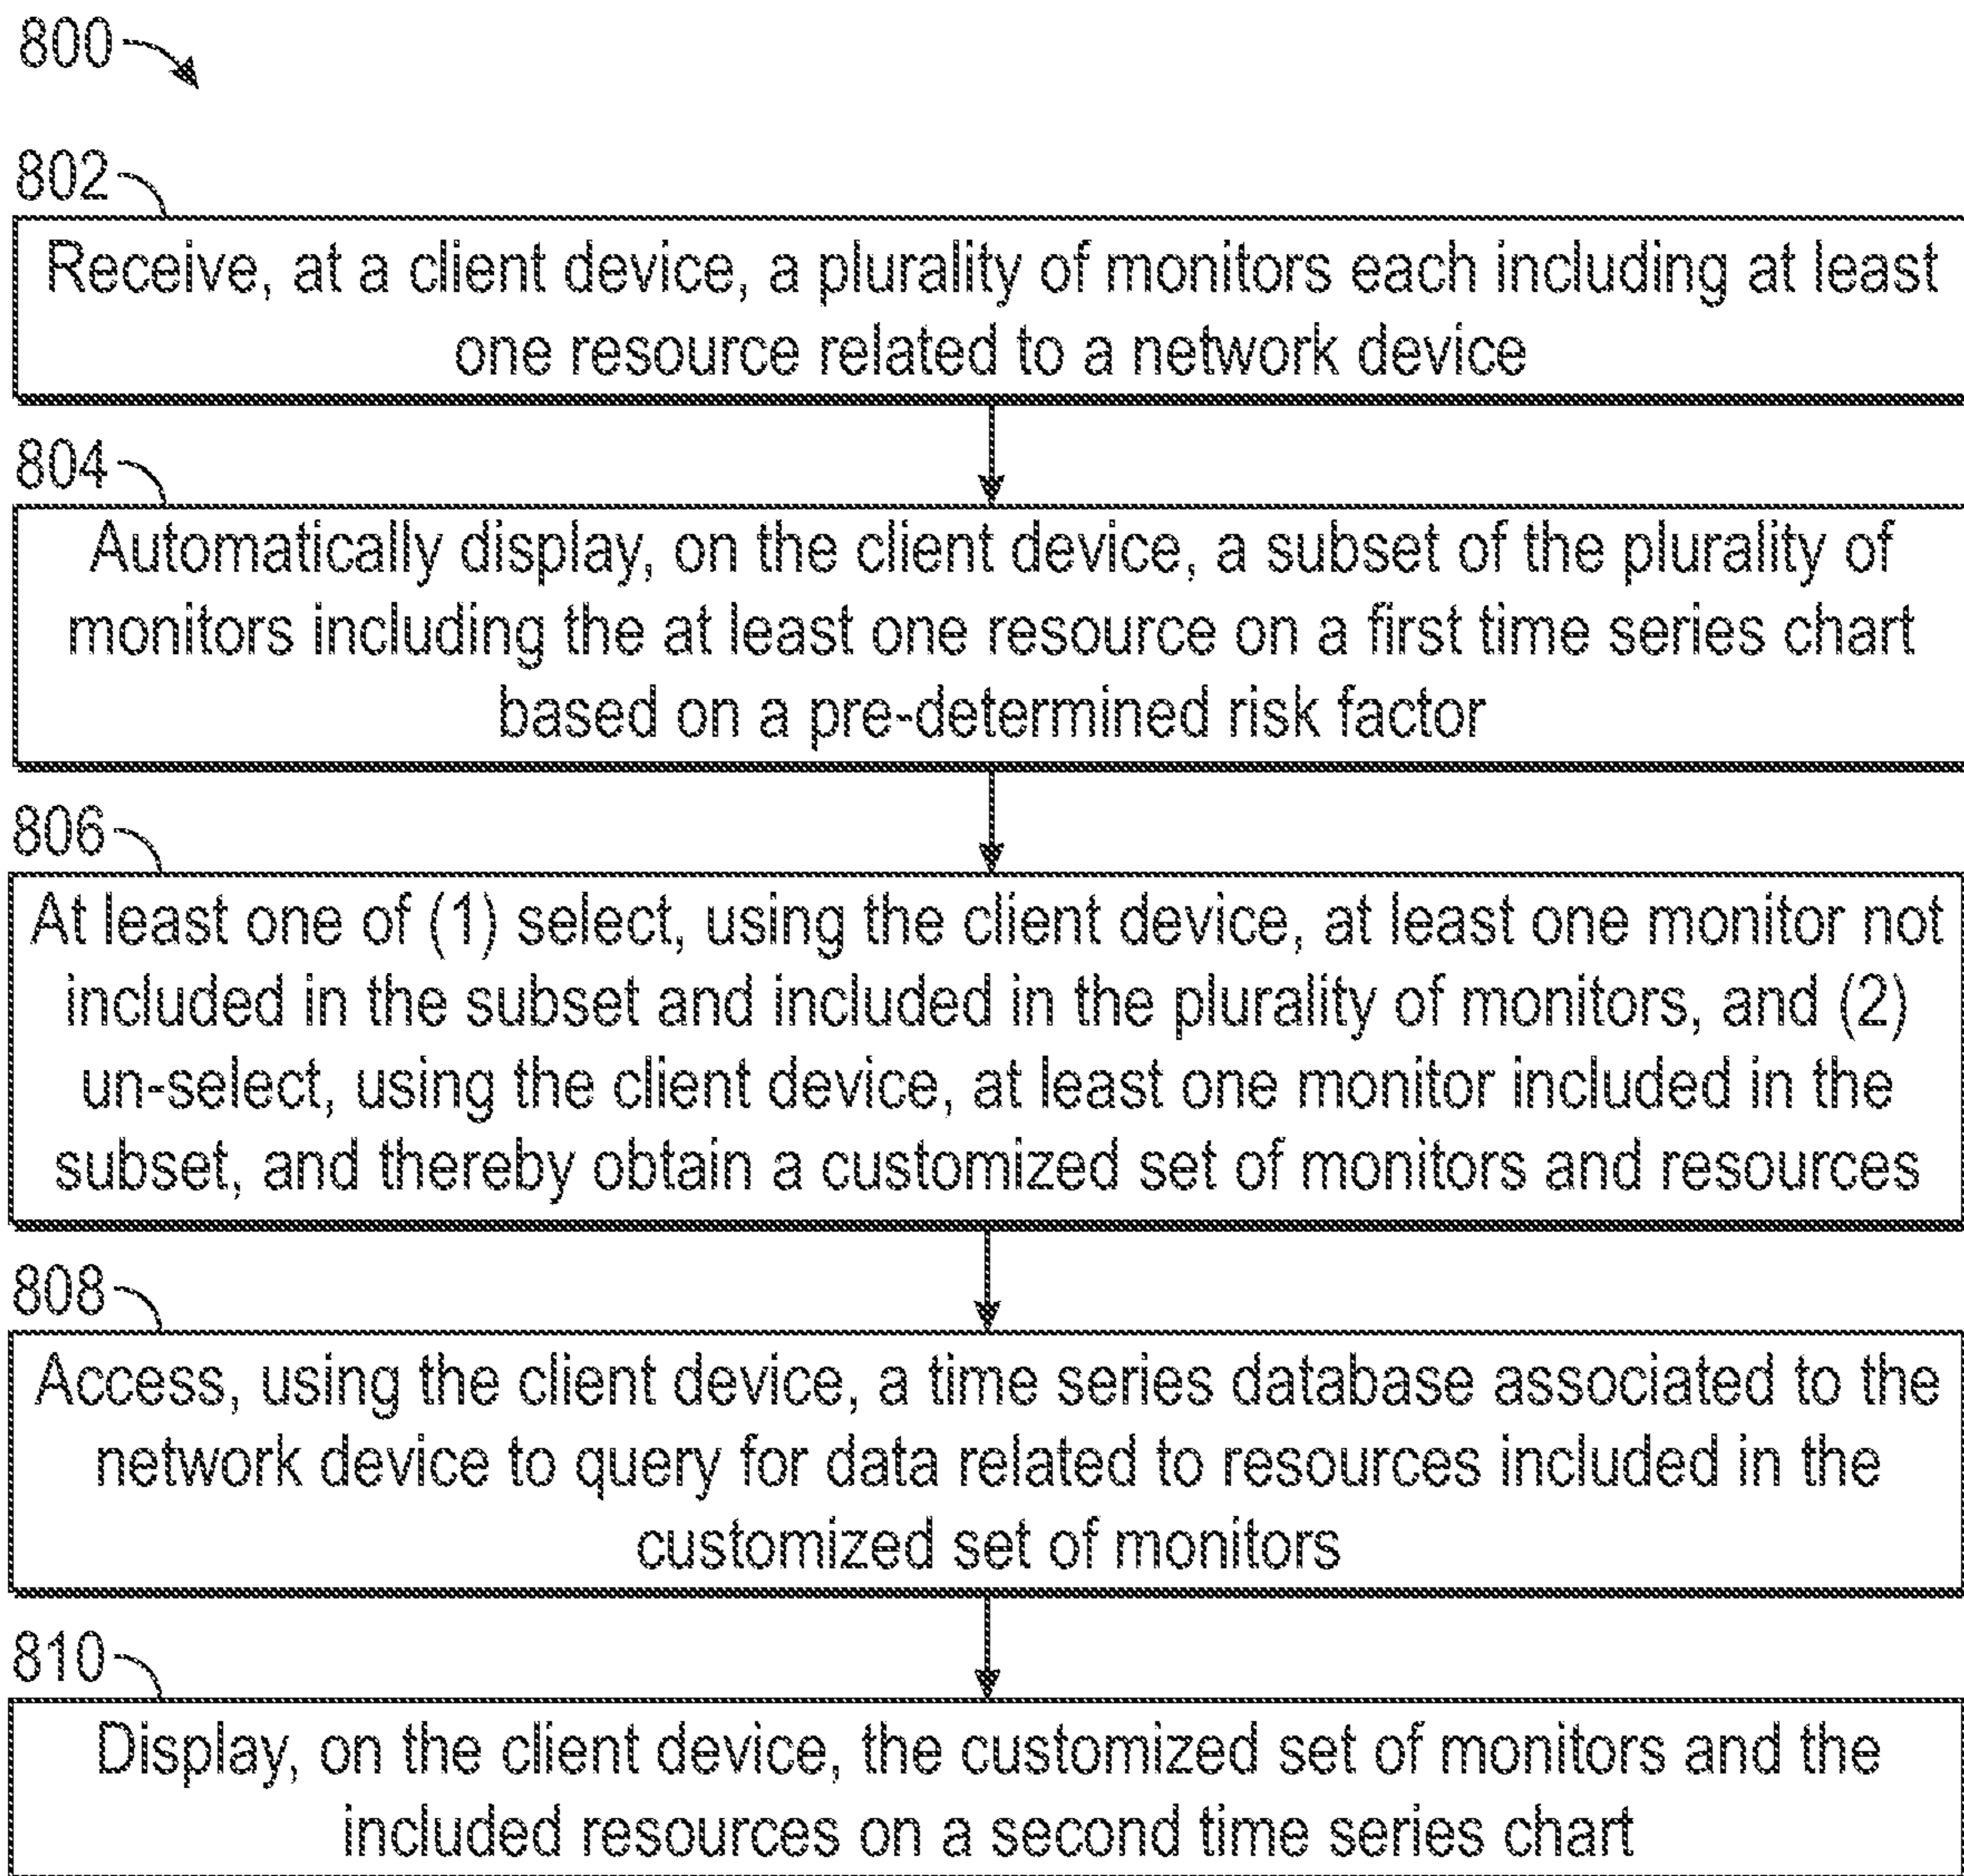 800
802
Receive, at a client device, a plurality of monitors each including at least
one resource related to a network device
804
Automatically display, on the client device, a subset of the plurality of
monitors including the at least one resource on a first time series chart
based on a pre-determined risk factor
806
At least one of (1) select, using the client device, at least one monitor not
included in the subset and included in the plurality of monitors, and (2)
un-select, using the client device, at least one monitor included in the
subset, and thereby obtain a customized set of monitors and resources
808
Access, using the client device, a time series database associated to the
network device to query for data related to resources included in the
customized set of monitors
810
Display, on the client device, the customized set of monitors and the
included resources on a second time series chart